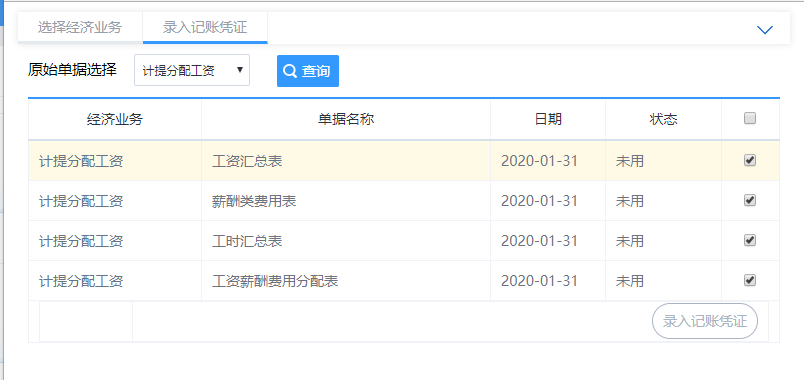 选择经济业务 录入记账凭证
原始单据选择 计提分配工资 查询
经济业务 单据名称 日期 状态
计提分配工资 工资汇总表 2020-01-31 未用
计提分配工资 薪酬类费用表 2020-01-31 未用
计提分配工资 工时汇总表 2020-01-31 未用
计提分配工资 工资薪酬费用分配表 2020-01-31 未用
录入记账凭证